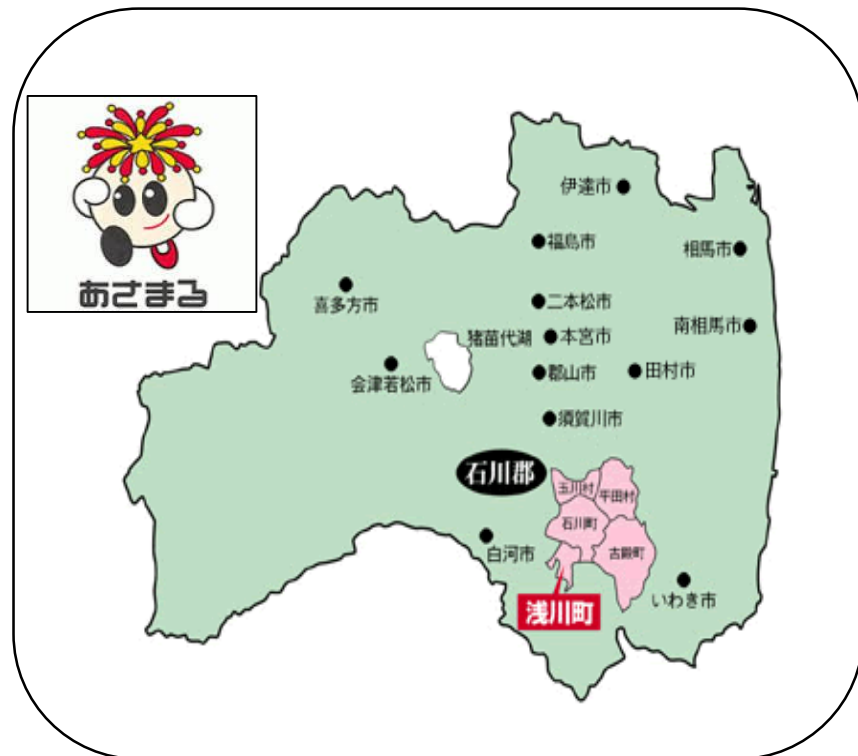 あさまる
伊達市
福島市
相馬市
喜多方市
二本松市
南相馬市
猪苗代湖
本宮市
会津若松市
郡山市
田村市
須賀川市
石川郡
玉川村
平田村
石川町
白河市
古殿町
いわき市
浅川町